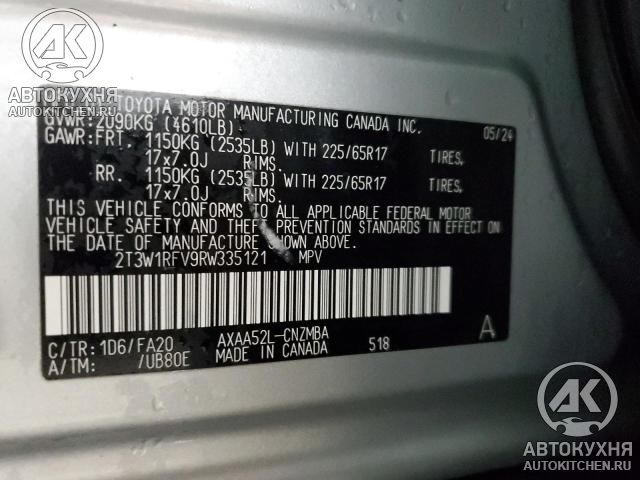 АК
АВТОКУХНЯ
AUTOKITCHEN.RU
TOYOTA MOTOR MANUFACTURING CANADA INC.
GVWR: 2090KG (4610LB) 05/24
GAWR:FRT. 1150KG (2535LB) WITH 225/65R17 TIRES,
17x7.0J RIMS.
RR. 1150KG (2535LB) WITH 225/65R17 TIRES,
17x7.0J RIMS.
THIS VEHICLE CONFORMS TO ALL APPLICABLE FEDERAL MOTOR
VEHICLE SAFETY AND THEFT PREVENTION STANDARDS IN EFFECT ON
THE DATE OF MANUFACTURE SHOWN ABOVE.
2T3W1RFV9RW335121 MPV
C/TR: 1D6/FA20 AXAA52L-CNZMBA
A/TM: /UB80E MADE IN CANADA 518 A
АК
АВТОКУХНЯ
AUTOKITCHEN.RU